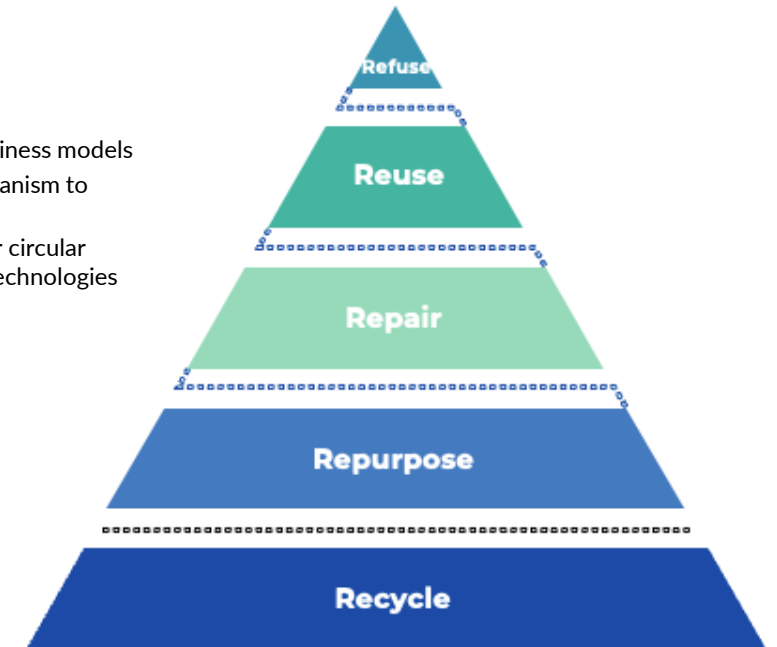 Refuse
iness models
Reuse
anism to
r circular
echnologies
Repair
Repurpose
Recycle